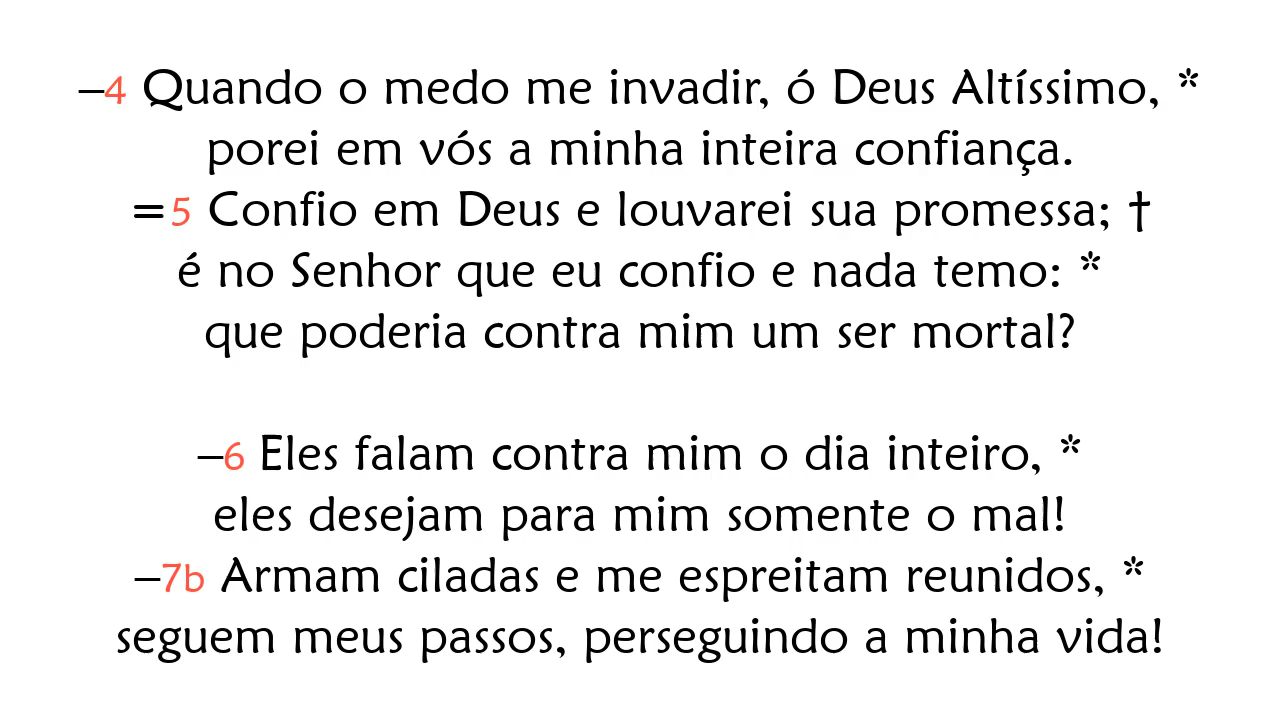 –4 Quando o medo me invadir, ó Deus Altíssimo, *
porei em vós a minha inteira confiança.
=5 Confio em Deus e louvarei sua promessa; †
é no Senhor que eu confio e nada temo: *
que poderia contra mim um ser mortal?
–6 Eles falam contra mim o dia inteiro, *
eles desejam para mim somente o mal!
–7b Armam ciladas e me espreitam reunidos, *
seguem meus passos, perseguindo a minha vida!